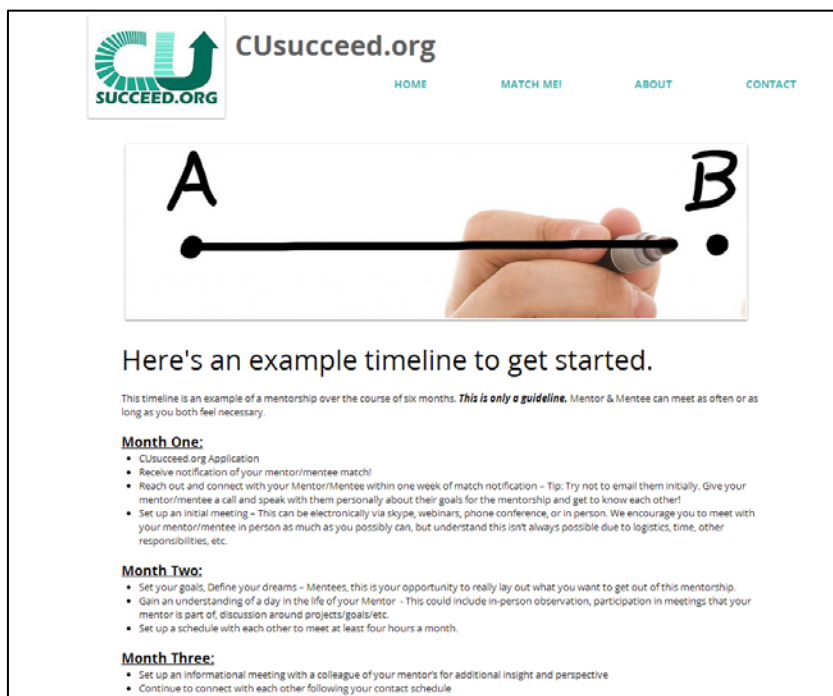 CU
SUCCEED.ORG
CUsucceed.org
HOME MATCH ME! ABOUT CONTACT
A B
Here's an example timeline to get started.
This timeline is an example of a mentorship over the course of six months. This is only a guideline. Mentor & Mentee can meet as often or as
long as you both feel necessary.
Month One:
• CUsucceed.org Application
• Receive notification of your mentor/mentee match!
• Reach out and connect with your Mentor/Mentee within one week of match notification – Tip: Try not to email them initially. Give your
mentor/mentee a call and speak with them personally about their goals for the mentorship and get to know each other!
• Set up an initial meeting – This can be electronically via skype, webinars, phone conference, or in person. We encourage you to meet with
your mentor/mentee in person as much as you possibly can, but understand this isn't always possible due to logistics, time, other
responsibilities, etc.
Month Two:
• Set your goals, Define your dreams – Mentees, this is your opportunity to really lay out what you want to get out of this mentorship.
• Gain an understanding of a day in the life of your Mentor - This could include in-person observation, participation in meetings that your
mentor is part of, discussion around projects/goals/etc.
• Set up a schedule with each other to meet at least four hours a month.
Month Three:
• Set up an informational meeting with a colleague of your mentor's for additional insight and perspective
• Continue to connect with each other following your contact schedule